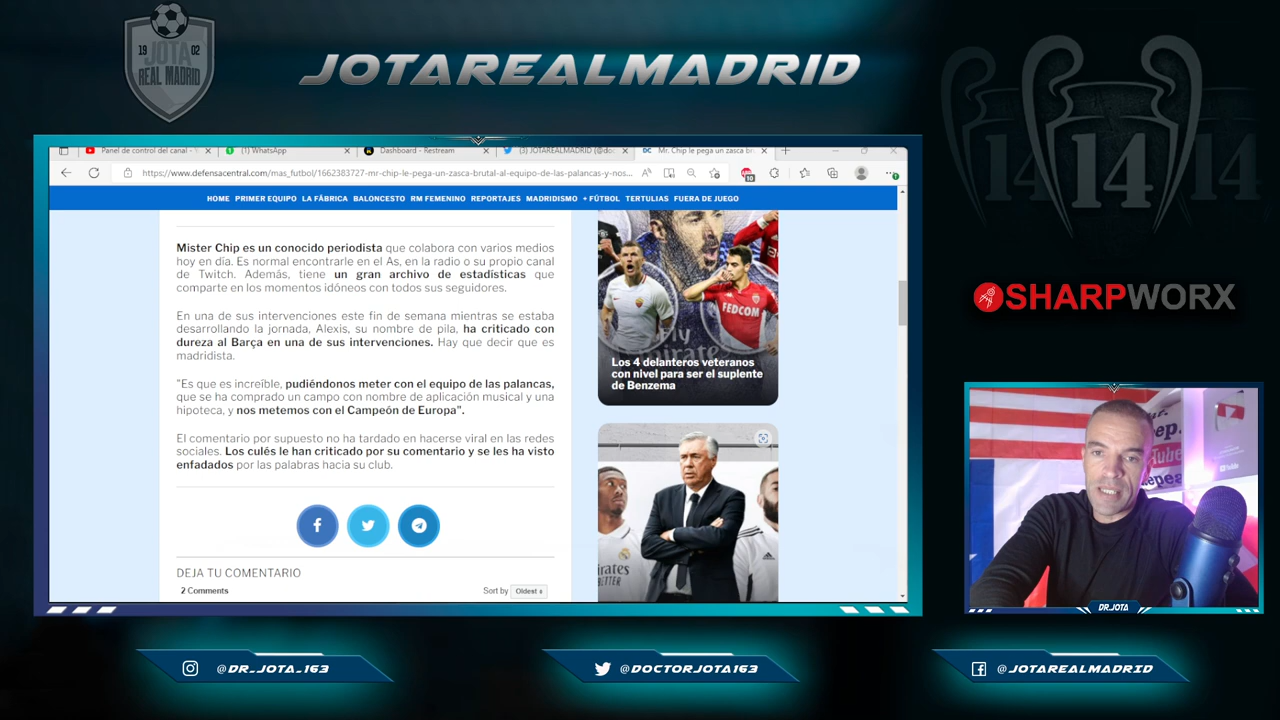 19 02
JOTA
REAL MADRID
JOTAREALMADRID
14 14 14
Panel de control del canal - Y
(1) WhatsApp
Dashboard - Restream
(3) JOTAREALMADRID (@doc
DC Mr. Chip le pega un zasca br
https://www.defensacentral.com/mas_futbol/1662383727-mr-chip-le-pega-un-zasca-brutal-al-equipo-de-las-palancas-y-nos...
10
HOME PRIMER EQUIPO LA FÁBRICA BALONCESTO RM FEMENINO REPORTAJES MADRIDISMO + FÚTBOL TERTULIAS FUERA DE JUEGO
Mister Chip es un conocido periodista que colabora con varios medios
hoy en día. Es normal encontrarle en el As, en la radio o su propio canal
de Twitch. Además, tiene un gran archivo de estadísticas que
comparte en los momentos idóneos con todos sus seguidores.
En una de sus intervenciones este fin de semana mientras se estaba
desarrollando la jornada, Alexis, su nombre de pila, ha criticado con
dureza al Barça en una de sus intervenciones. Hay que decir que es
madridista.
"Es que es increíble, pudiéndonos meter con el equipo de las palancas,
que se ha comprado un campo con nombre de aplicación musical y una
hipoteca, y nos metemos con el Campeón de Europa".
El comentario por supuesto no ha tardado en hacerse viral en las redes
sociales. Los culés le han criticado por su comentario y se les ha visto
enfadados por las palabras hacia su club.
DEJA TU COMENTARIO
2 Comments
Sort by Oldest
Fly
Emirates
FEDCOM
Los 4 delanteros veteranos
con nivel para ser el suplente
de Benzema
SHARPWORX
DR.JOTA
@DR_JOTA_163
@DOCTORJOTA163
@JOTAREALMADRID